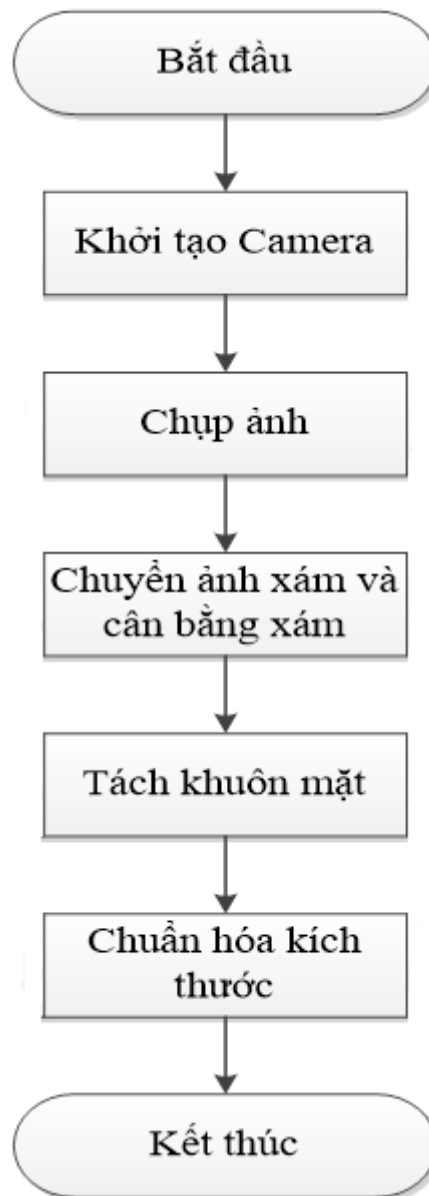 Bắt đầu
Khởi tạo Camera
Chụp ảnh
Chuyển ảnh xám và
cân bằng xám
Tách khuôn mặt
Chuẩn hóa kích
thước
Kết thúc